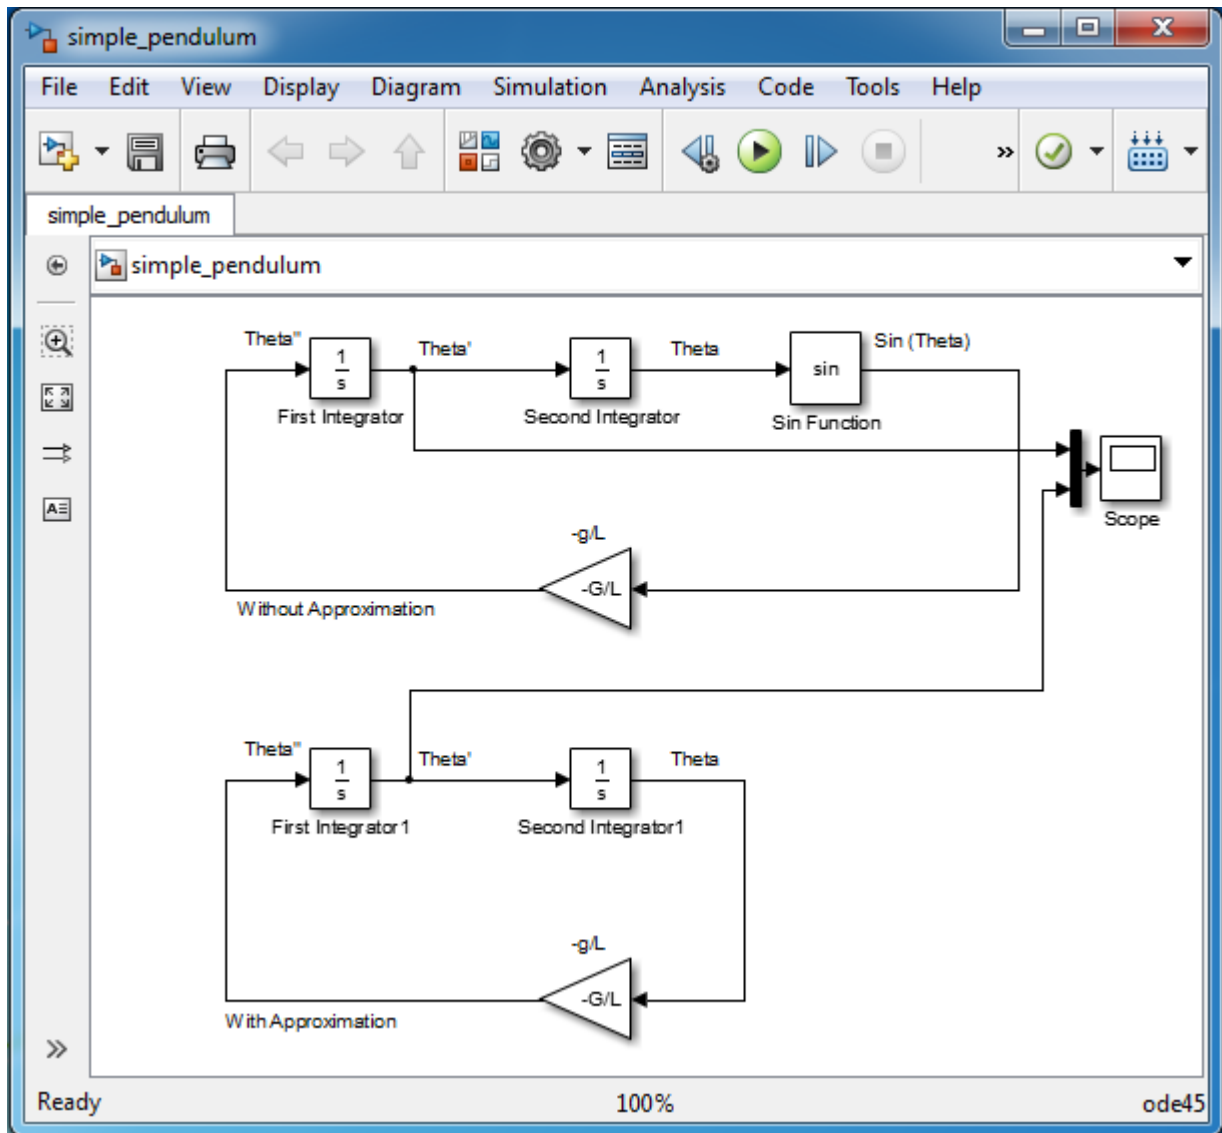 simple_pendulum
File Edit View Display Diagram Simulation Analysis Code Tools Help
simple_pendulum
simple_pendulum
Theta'' 1/s Theta' 1/s Theta sin Sin (Theta)
First Integrator Second Integrator Sin Function
Scope
-g/L
-G/L
Without Approximation
Theta'' 1/s Theta' 1/s Theta
First Integrator1 Second Integrator1
-g/L
-G/L
With Approximation
Ready 100% ode45